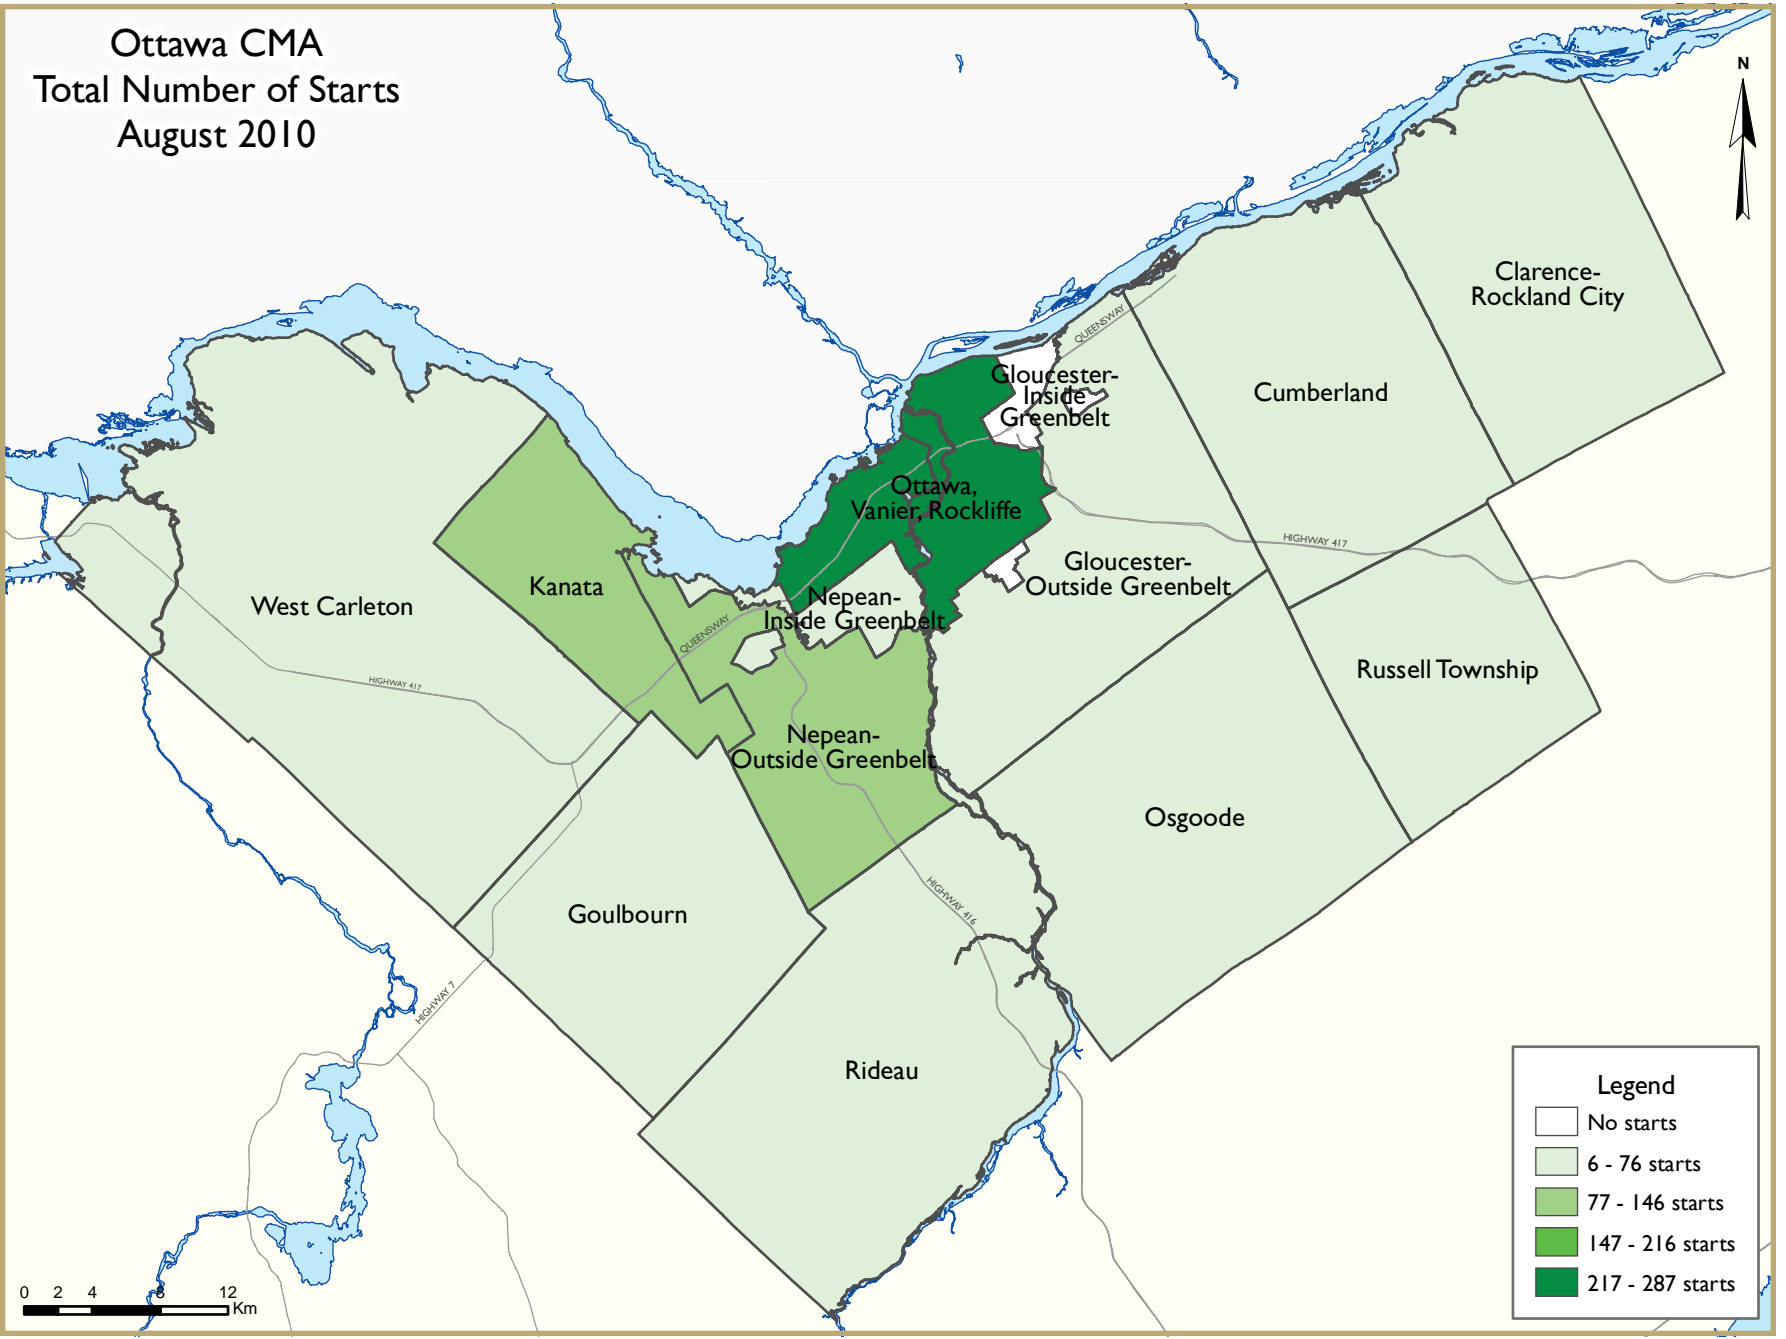 Ottawa CMA
Total Number of Starts
August 2010
N
Clarence-
Rockland City
QUEENSWAY
Gloucester-
Inside
Greenbelt
Cumberland
Ottawa,
Vanier, Rockliffe
HIGHWAY 417
Gloucester-
Outside Greenbelt
Kanata
West Carleton
Nepean-
Inside Greenbelt
QUEENSWAY
Russell Township
HIGHWAY 417
Nepean-
Outside Greenbelt
Osgoode
Goulbourn
HIGHWAY 416
HIGHWAY 7
Rideau
Legend
No starts
6 - 76 starts
77 - 146 starts
147 - 216 starts
217 - 287 starts
0 2 4 8 12
Km